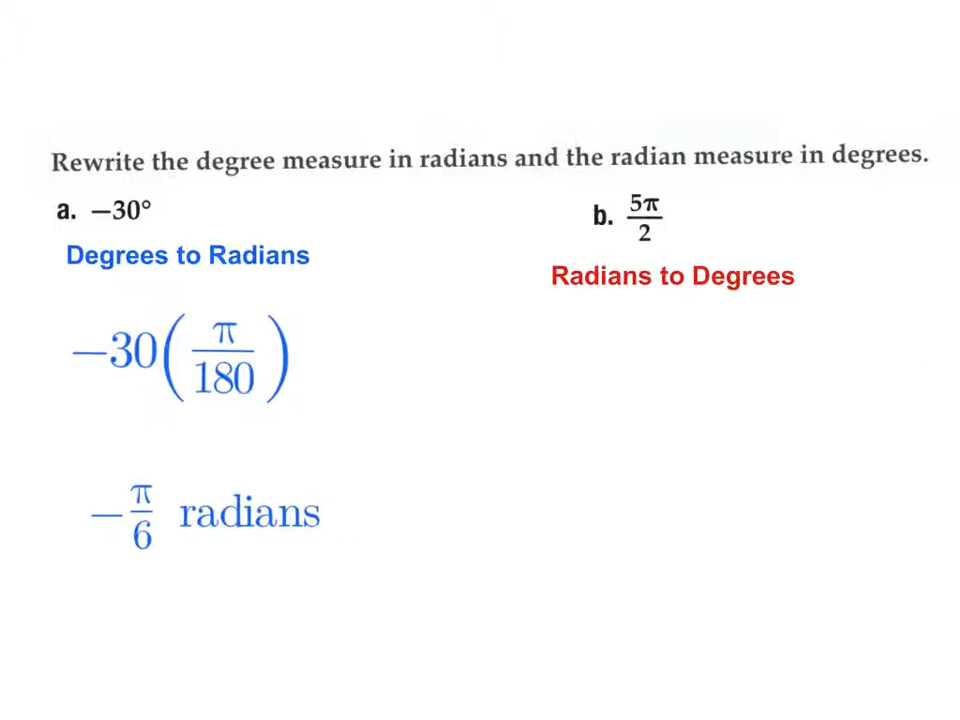 Rewrite the degree measure in radians and the radian measure in degrees.
a. −30°
Degrees to Radians
−30(π/180)
−π/6 radians
b. 5π/2
Radians to Degrees